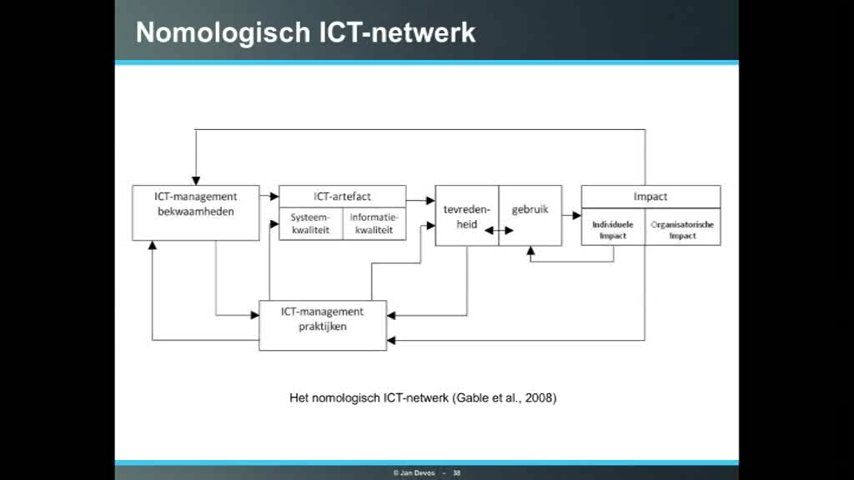 Nomologisch ICT-netwerk
ICT-management
bekwaamheden
ICT-artefact
Systeem-
kwaliteit
Informatie-
kwaliteit
tevreden-
heid
gebruik
Impact
Individuele
Impact
Organisatorische
Impact
ICT-management
praktijken
Het nomologisch ICT-netwerk (Gable et al., 2008)
© Jan Devos - 38